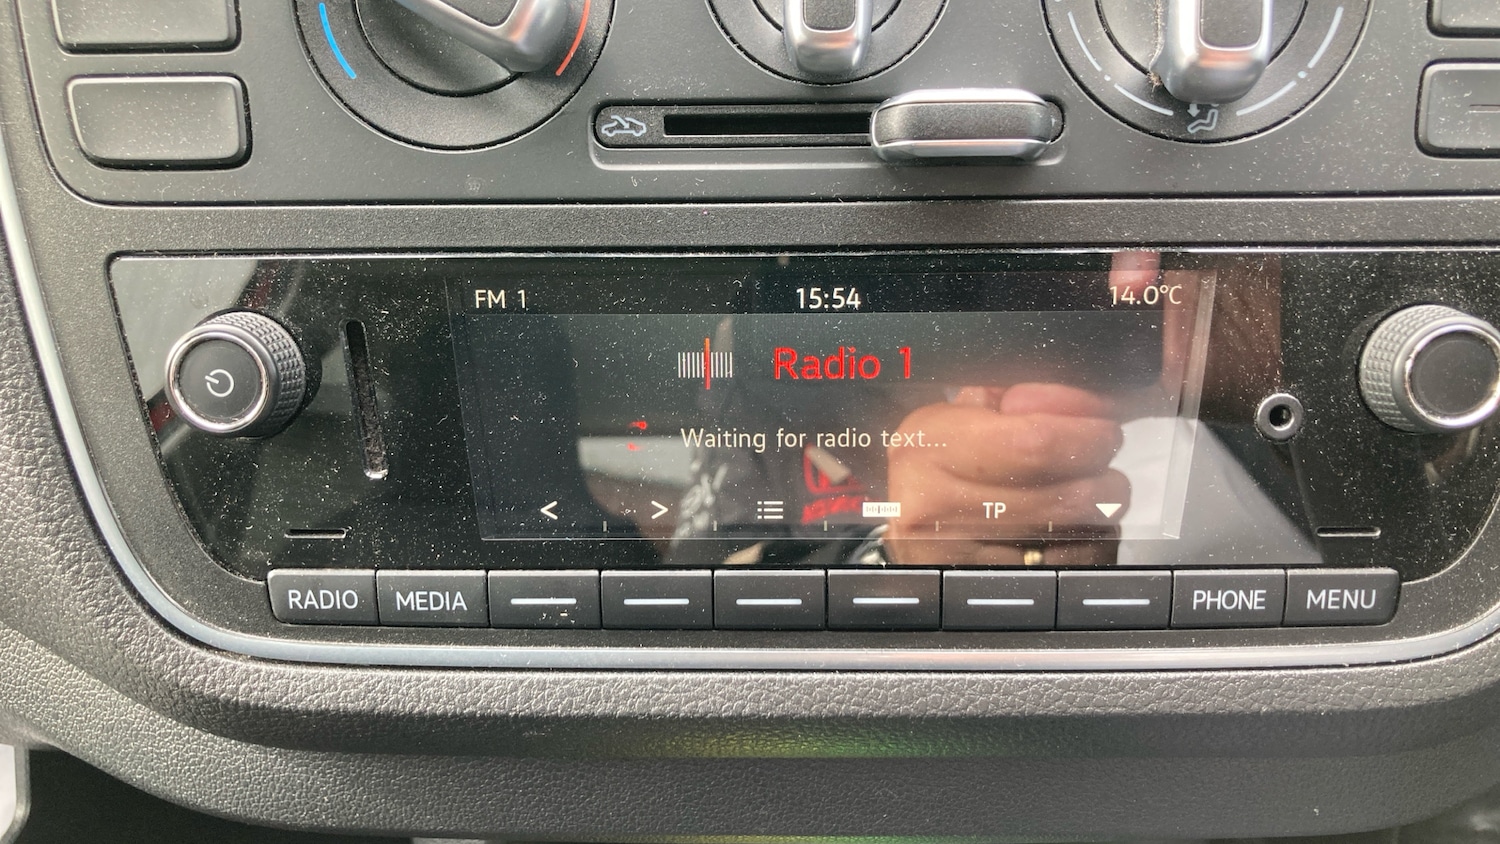 FM 1 15:54 14.0°C
Radio 1
Waiting for radio text...
< > TP
RADIO MEDIA PHONE MENU